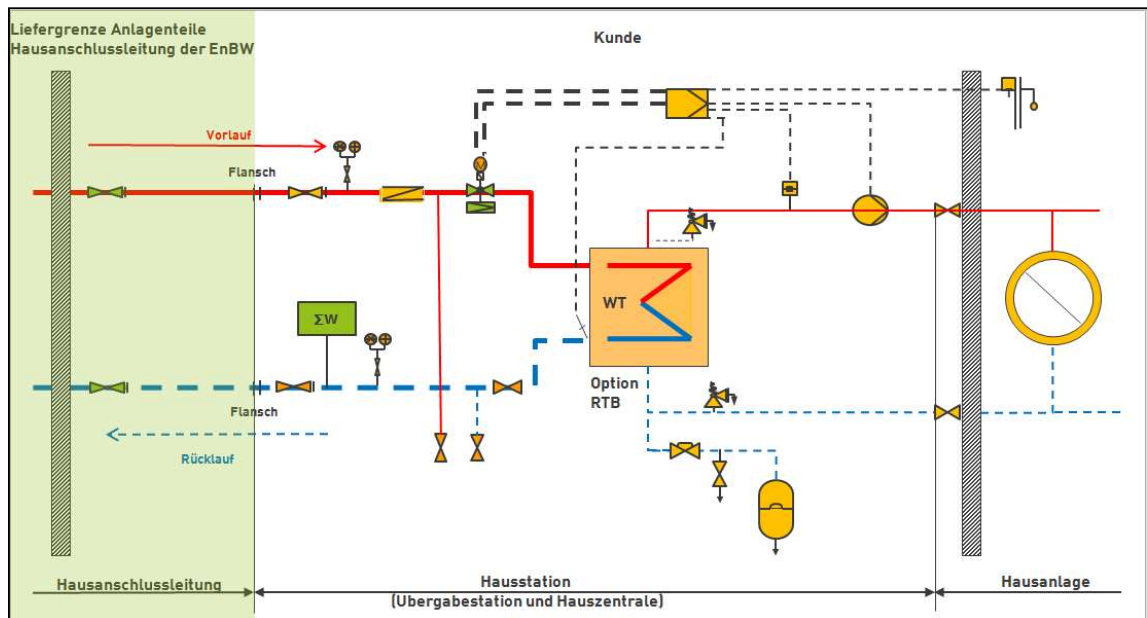 Liefergrenze Anlagenteile
Hausanschlussleitung der EnBW
Kunde
Vorlauf
Flansch
M
WT
ΣW
Option
RTB
Flansch
Rücklauf
Hausanschlussleitung
Hausstation
(Übergabestation und Hauszentrale)
Hausanlage